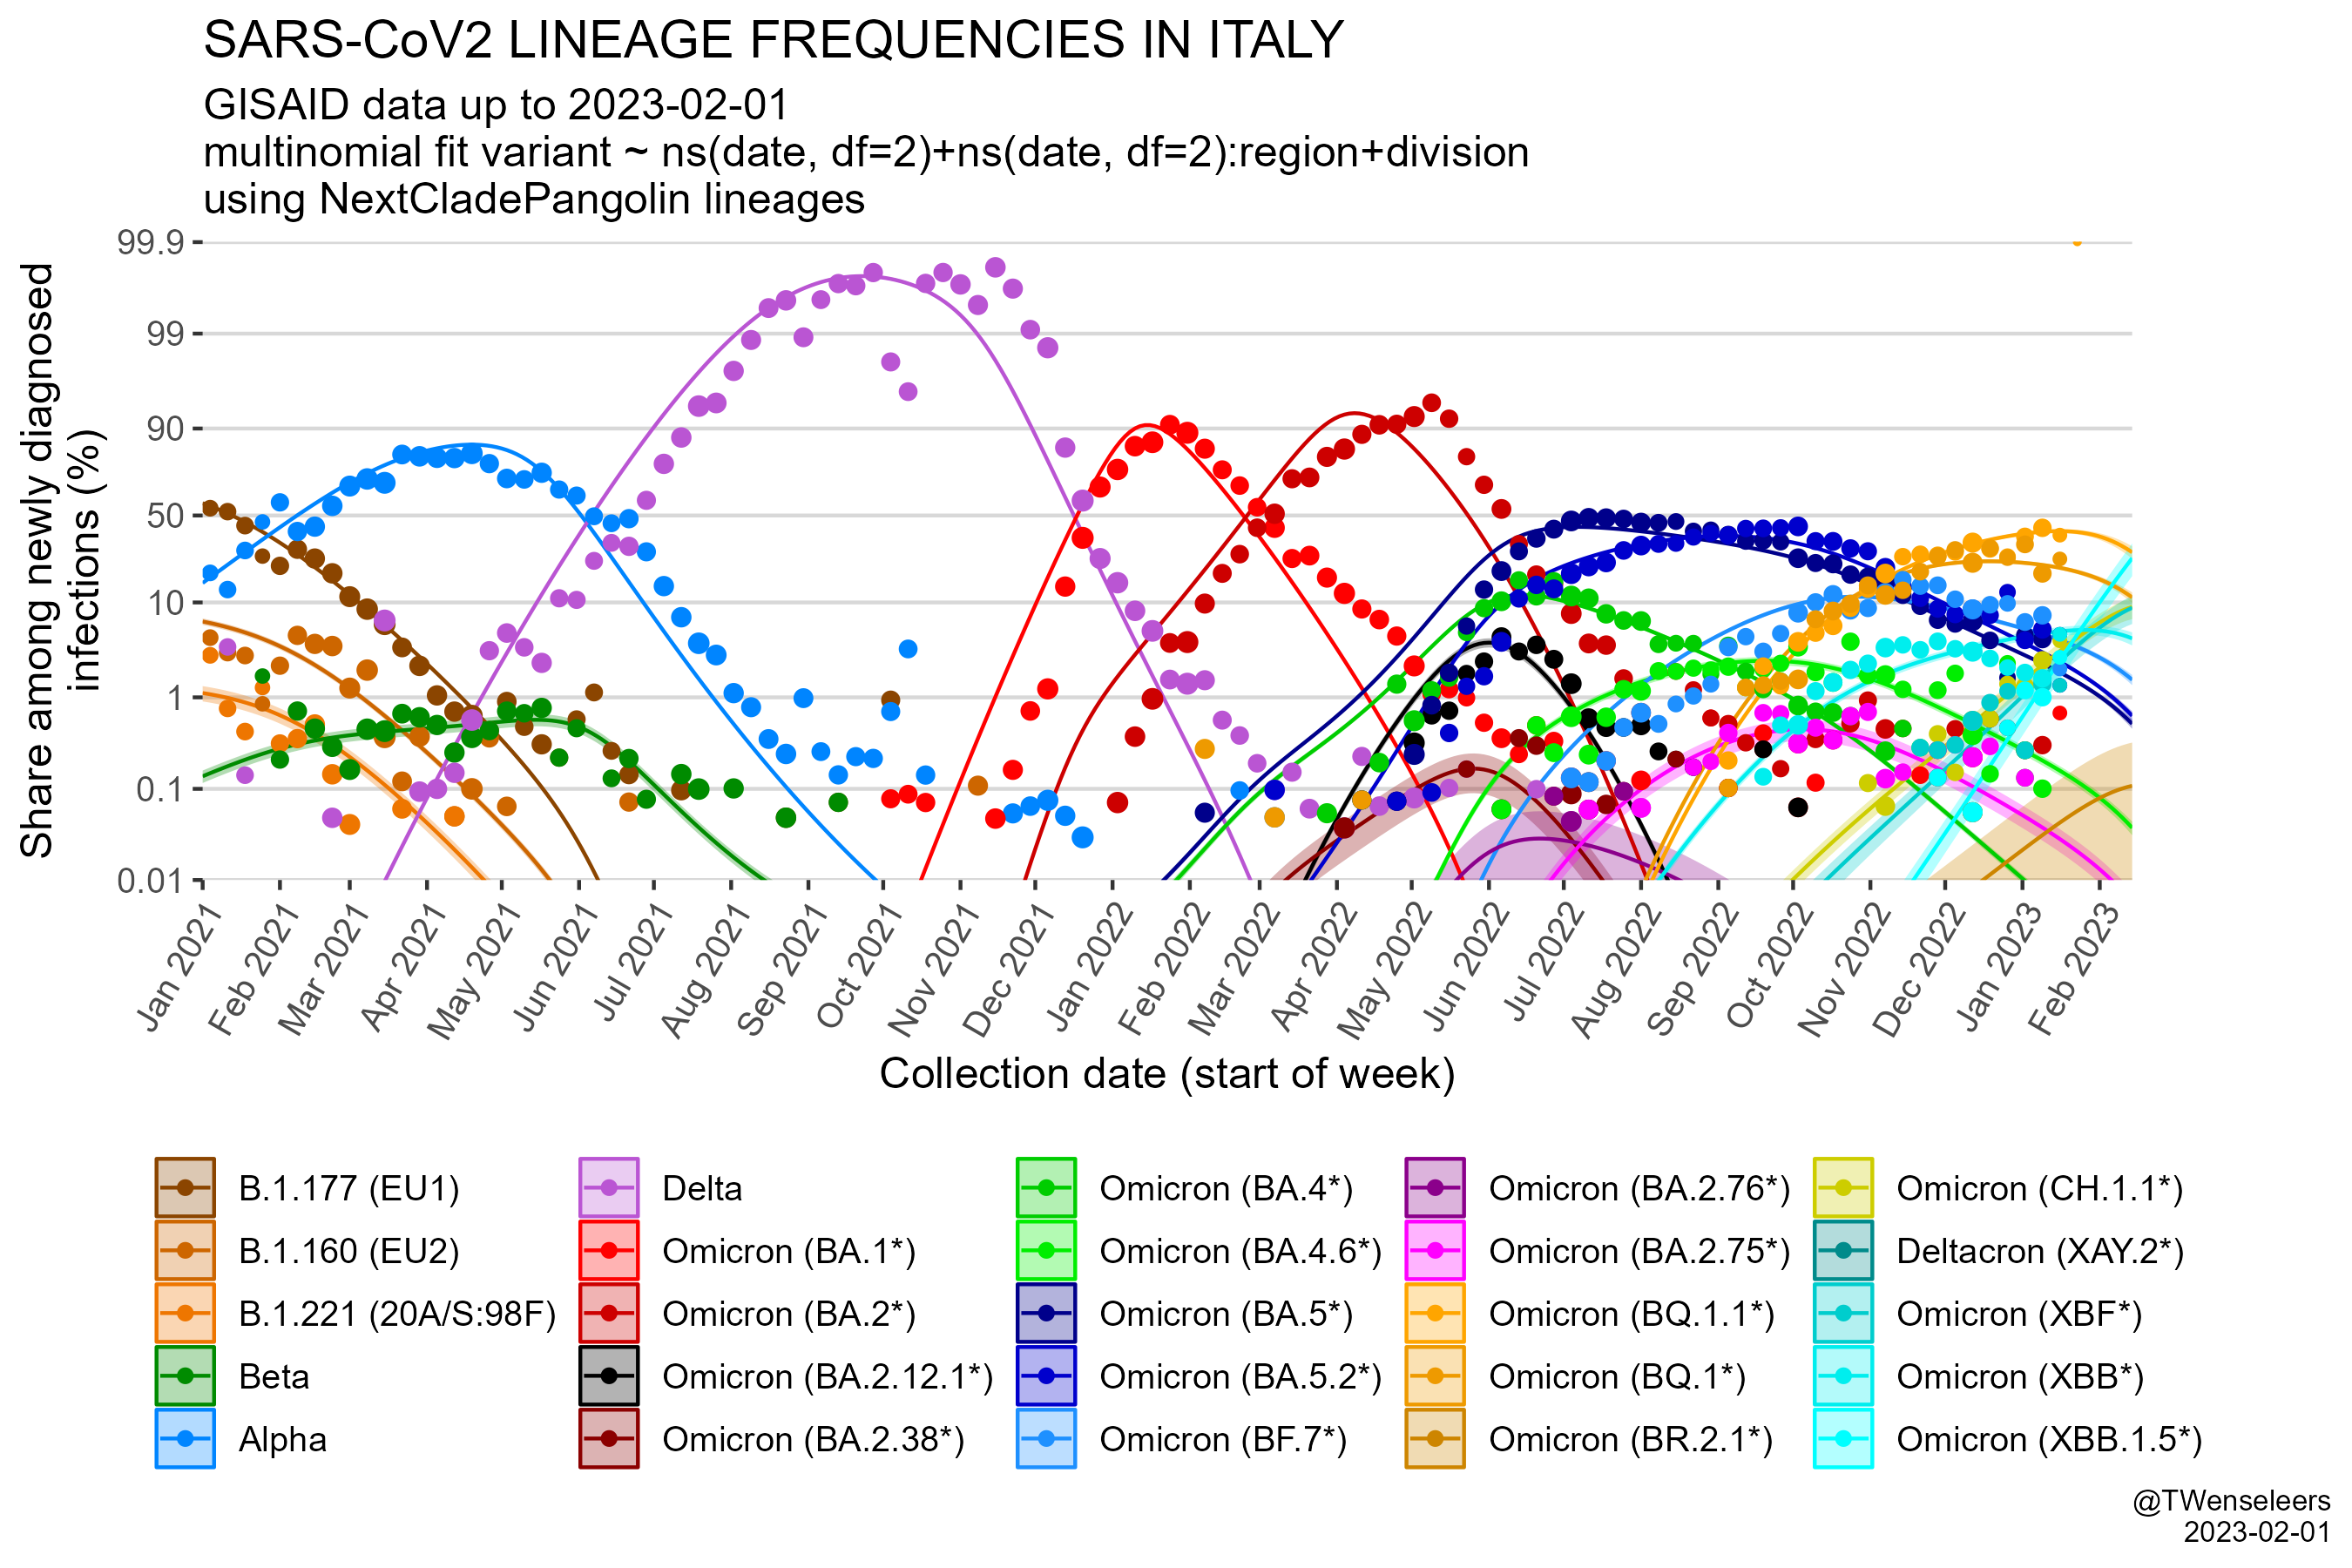 SARS-CoV2 LINEAGE FREQUENCIES IN ITALY
GISAID data up to 2023-02-01
multinomial fit variant ~ ns(date, df=2)+ns(date, df=2):region+division
using NextCladePangolin lineages
Share among newly diagnosed
infections (%)
99.9
99
90
50
10
1
0.1
0.01
Jan 2021
Feb 2021
Mar 2021
Apr 2021
May 2021
Jun 2021
Jul 2021
Aug 2021
Sep 2021
Oct 2021
Nov 2021
Dec 2021
Jan 2022
Feb 2022
Mar 2022
Apr 2022
May 2022
Jun 2022
Jul 2022
Aug 2022
Sep 2022
Oct 2022
Nov 2022
Dec 2022
Jan 2023
Feb 2023
Collection date (start of week)
B.1.177 (EU1)
B.1.160 (EU2)
B.1.221 (20A/S:98F)
Beta
Alpha
Delta
Omicron (BA.1*)
Omicron (BA.2*)
Omicron (BA.2.12.1*)
Omicron (BA.2.38*)
Omicron (BA.4*)
Omicron (BA.4.6*)
Omicron (BA.5*)
Omicron (BA.5.2*)
Omicron (BF.7*)
Omicron (BA.2.76*)
Omicron (BA.2.75*)
Omicron (BQ.1.1*)
Omicron (BQ.1*)
Omicron (BR.2.1*)
Omicron (CH.1.1*)
Deltacron (XAY.2*)
Omicron (XBF*)
Omicron (XBB*)
Omicron (XBB.1.5*)
@TWenseleers
2023-02-01